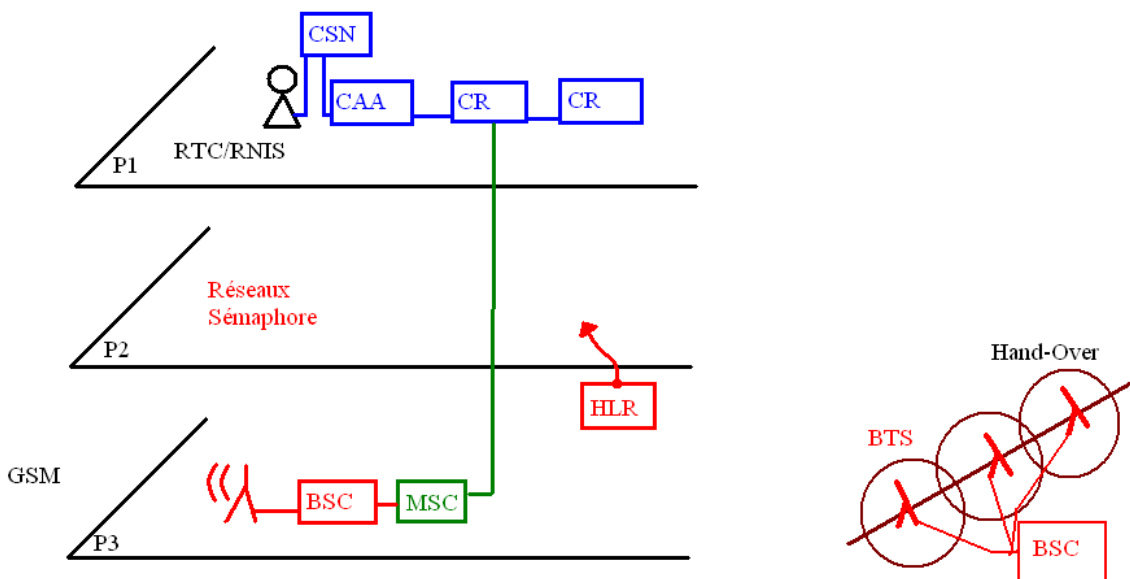 CSN
CAA
CR
CR
RTC/RNIS
P1
Réseaux
Sémaphore
P2
HLR
GSM
BSC
MSC
P3
Hand-Over
BTS
BSC